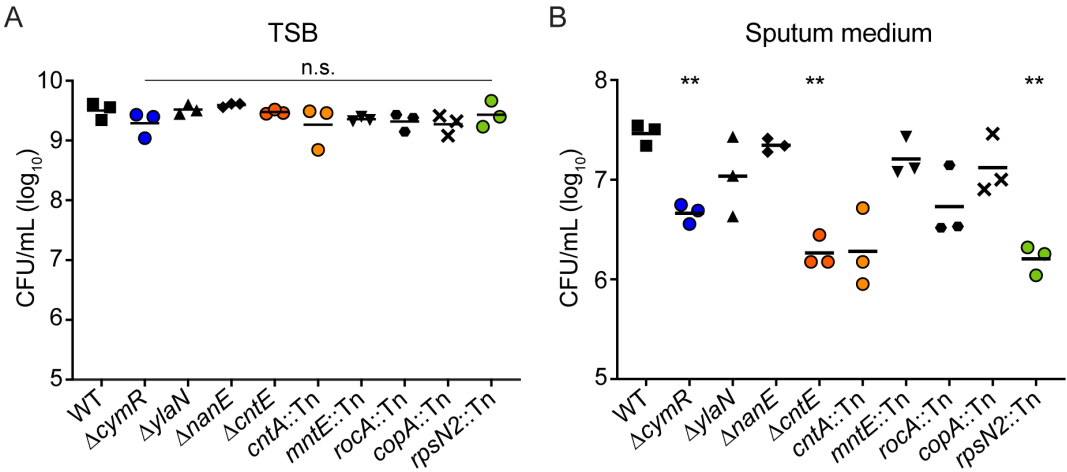 A
TSB
n.s.
CFU/mL (log10)
10
9
8
7
6
5
WT
ΔcymR
ΔylaN
ΔnanE
ΔcntE
cntA::Tn
mntE::Tn
rocA::Tn
copA::Tn
rpsN2::Tn
B
Sputum medium
** ** **
CFU/mL (log10)
8
7
6
5
WT
ΔcymR
ΔylaN
ΔnanE
ΔcntE
cntA::Tn
mntE::Tn
rocA::Tn
copA::Tn
rpsN2::Tn